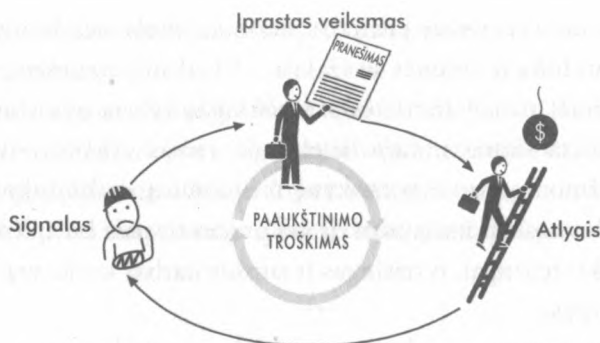 Įprastas veiksmas
PRANEŠIMAS
$
Signalas
PAAUKŠTINIMO
TROŠKIMAS
Atlygis